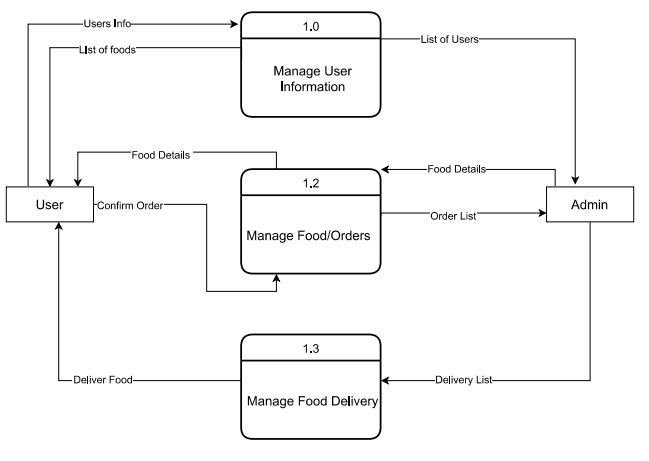 Users Info
1.0
List of foods
List of Users
Manage User
Information
Food Details
1.2
Food Details
User
Confirm Order
Admin
Order List
Manage Food/Orders
1.3
Deliver Food
Delivery List
Manage Food Delivery